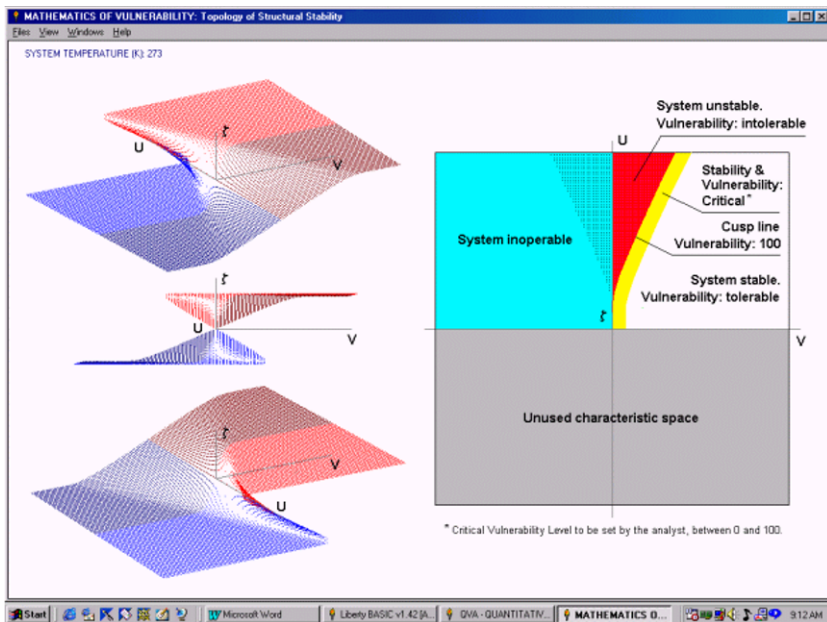 MATHEMATICS OF VULNERABILITY: Topology of Structural Stability
Files View Windows Help
SYSTEM TEMPERATURE (K): 273
ζ
U
V
ζ
U
V
ζ
V
U
U
System unstable.
Vulnerability: intolerable
Stability &
Vulnerability:
Critical*
Cusp line
Vulnerability: 100
System inoperable
System stable.
Vulnerability: tolerable
ζ
V
Unused characteristic space
* Critical Vulnerability Level to be set by the analyst, between 0 and 100.
Start
Microsoft Word
Liberty BASIC v1.42 [A...
QVA - QUANTITATIV...
MATHEMATICS O...
9:12 AM